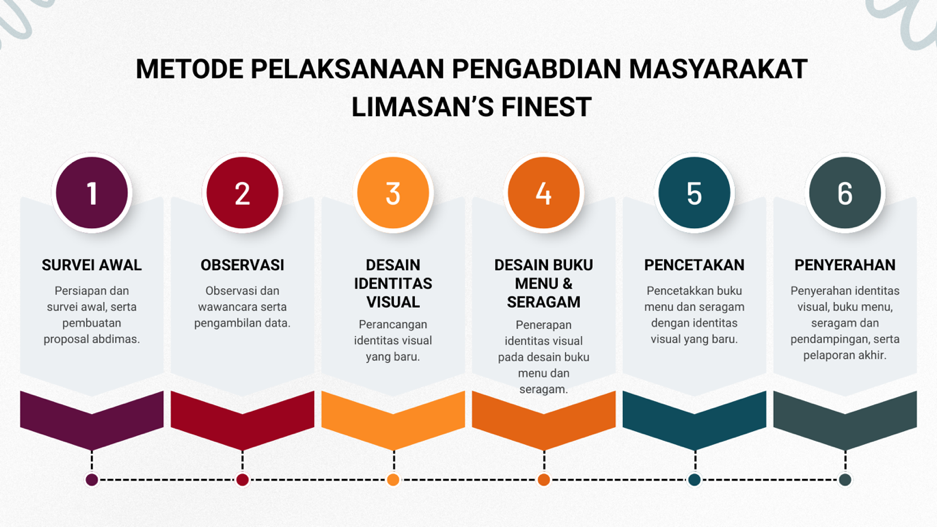 METODE PELAKSANAAN PENGABDIAN MASYARAKAT
LIMASAN'S FINEST
1
SURVEI AWAL
Persiapan dan
survei awal, serta
pembuatan
proposal abdimas.
2
OBSERVASI
Observasi dan
wawancara serta
pengambilan data.
3
DESAIN
IDENTITAS
VISUAL
Perancangan
identitas visual
yang baru.
4
DESAIN BUKU
MENU &
SERAGAM
Penerapan
identitas visual
pada desain buku
menu dan
seragam.
5
PENCETAKAN
Pencetakkan buku
menu dan seragam
dengan identitas
visual yang baru.
6
PENYERAHAN
Penyerahan identitas
visual, buku menu,
seragam dan
pendampingan, serta
pelaporan akhir.